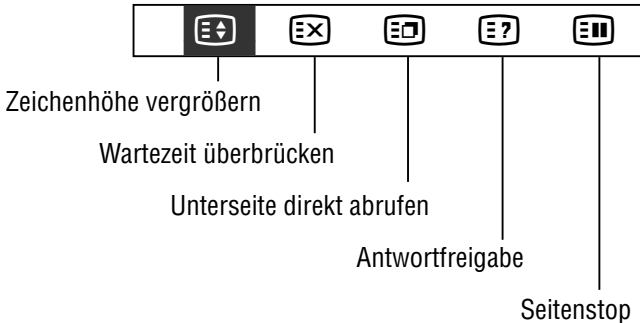 Zeichenhöhe vergrößern
Wartezeit überbrücken
Unterseite direkt abrufen
Antwortfreigabe
Seitenstop